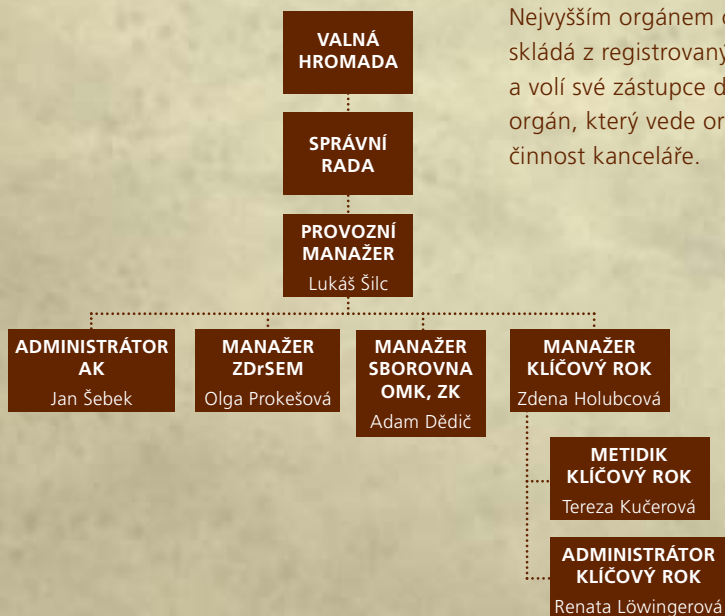 Nejvyšším orgánem
skládá z registrovaný
a volí své zástupce
orgán, který vede
činnost kanceláře.
VALNÁ
HROMADA
SPRÁVNÍ
RADA
PROVOZNÍ
MANAŽER
Lukáš Šilc
ADMINISTRÁTOR
AK
Jan Šebek
MANAŽER
ZDrSEM
Olga Prokešová
MANAŽER
SBOROVNA
OMK, ZK
Adam Dědič
MANAŽER
KLÍČOVÝ ROK
Zdena Holubcová
METIDIK
KLÍČOVÝ ROK
Tereza Kučerová
ADMINISTRÁTOR
KLÍČOVÝ ROK
Renata Löwingerová